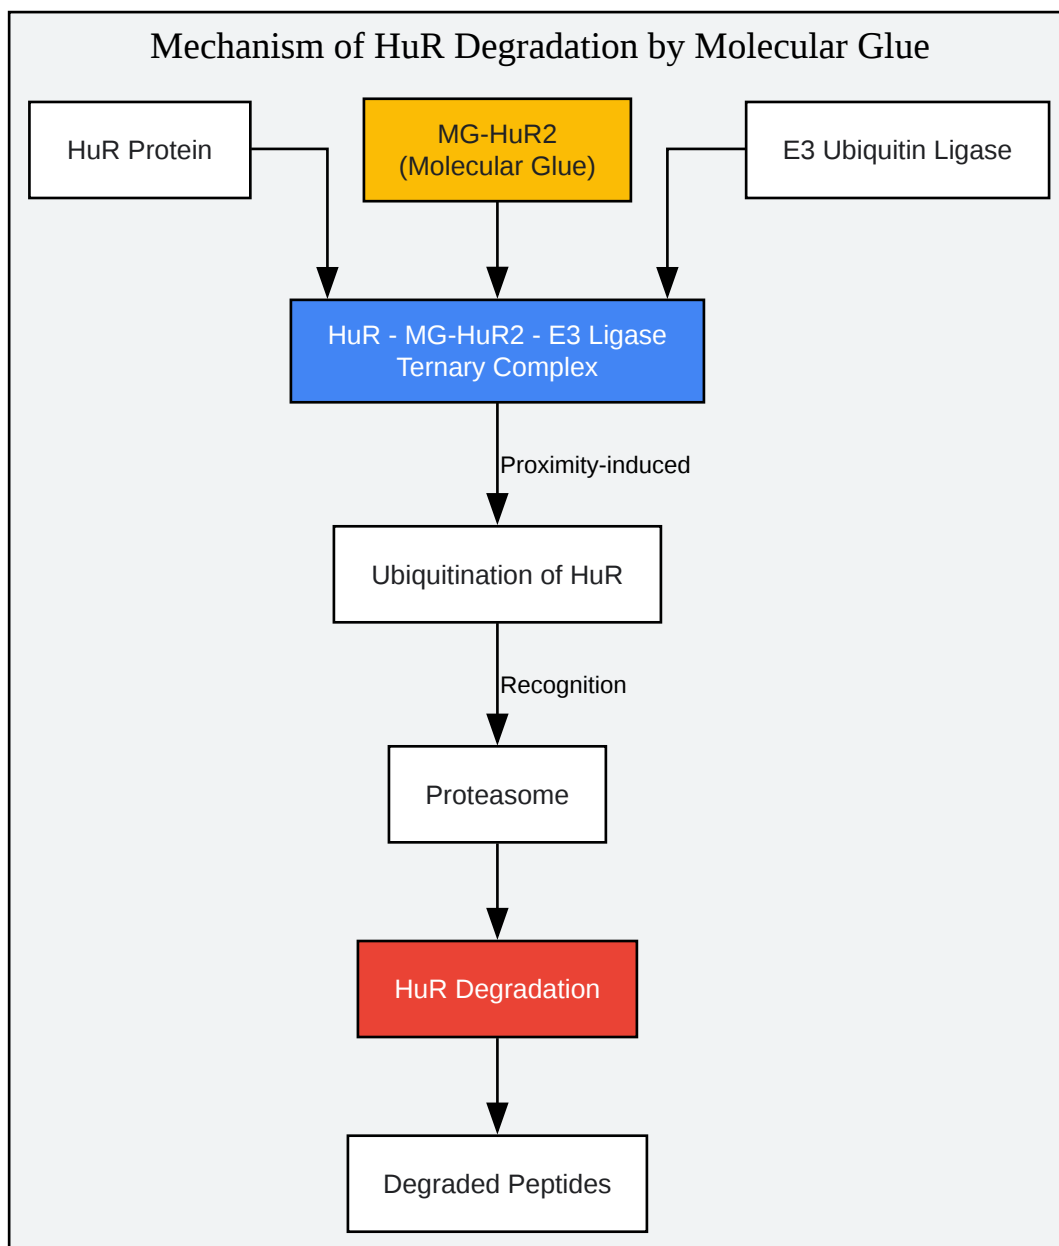 Mechanism of HuR Degradation by Molecular Glue
HuR Protein
MG-HuR2
(Molecular Glue)
E3 Ubiquitin Ligase
HuR - MG-HuR2 - E3 Ligase
Ternary Complex
Proximity-induced
Ubiquitination of HuR
Recognition
Proteasome
HuR Degradation
Degraded Peptides